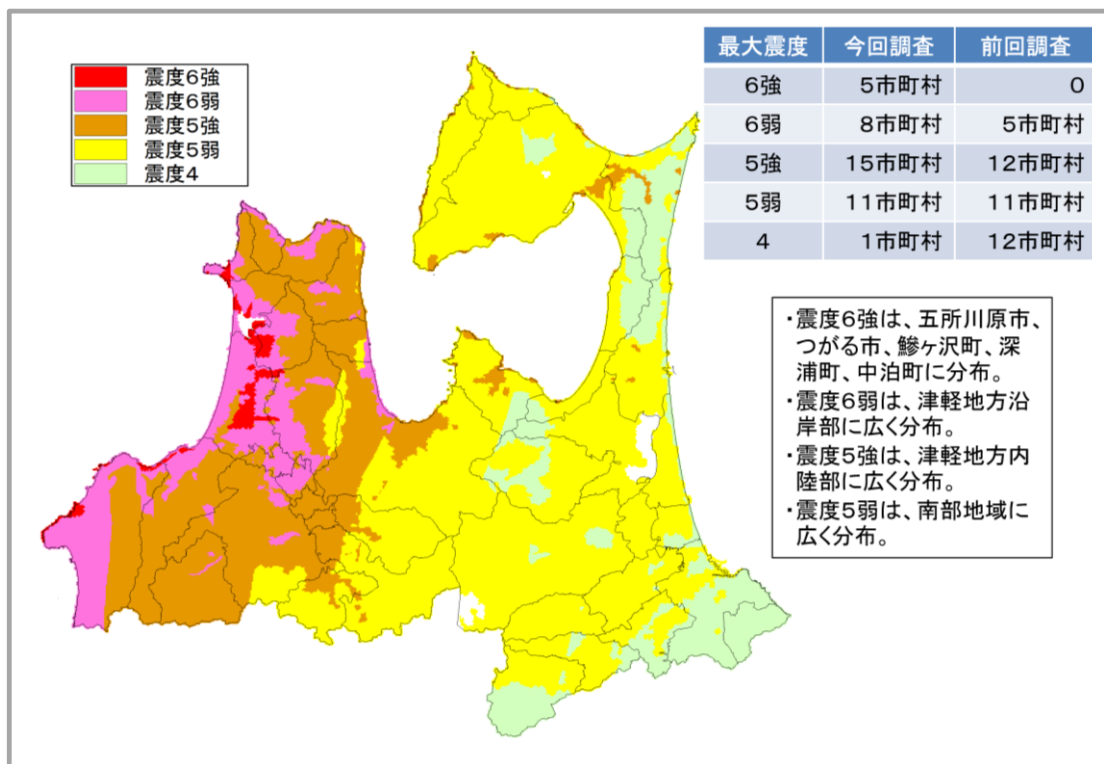 震度6強
震度6弱
震度5強
震度5弱
震度4
最大震度 今回調査 前回調査
6強 5市町村 0
6弱 8市町村 5市町村
5強 15市町村 12市町村
5弱 11市町村 11市町村
4 1市町村 12市町村
・震度6強は、五所川原市、
つがる市、鰺ヶ沢町、深
浦町、中泊町に分布。
・震度6弱は、津軽地方沿
岸部に広く分布。
・震度5強は、津軽地方内
陸部に広く分布。
・震度5弱は、南部地域に
広く分布。